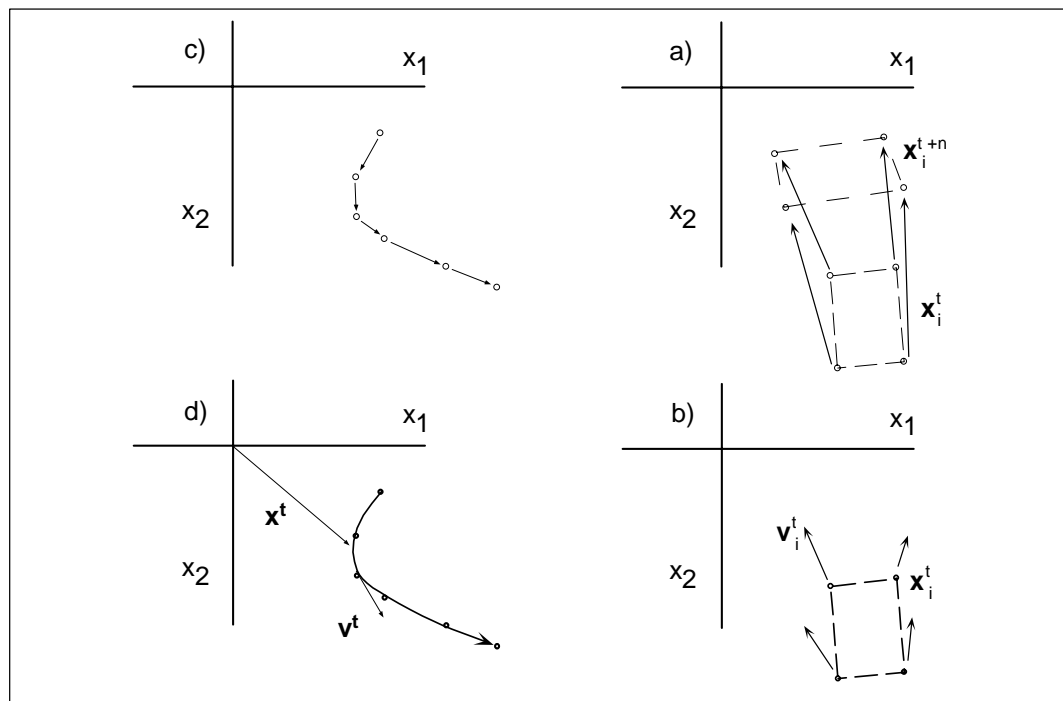 c) x1
x2
a) x1
x_i^{t+n}
x2
x_i^t
d) x1
x^t
x2
v^t
b) x1
v_i^t
x2
x_i^t